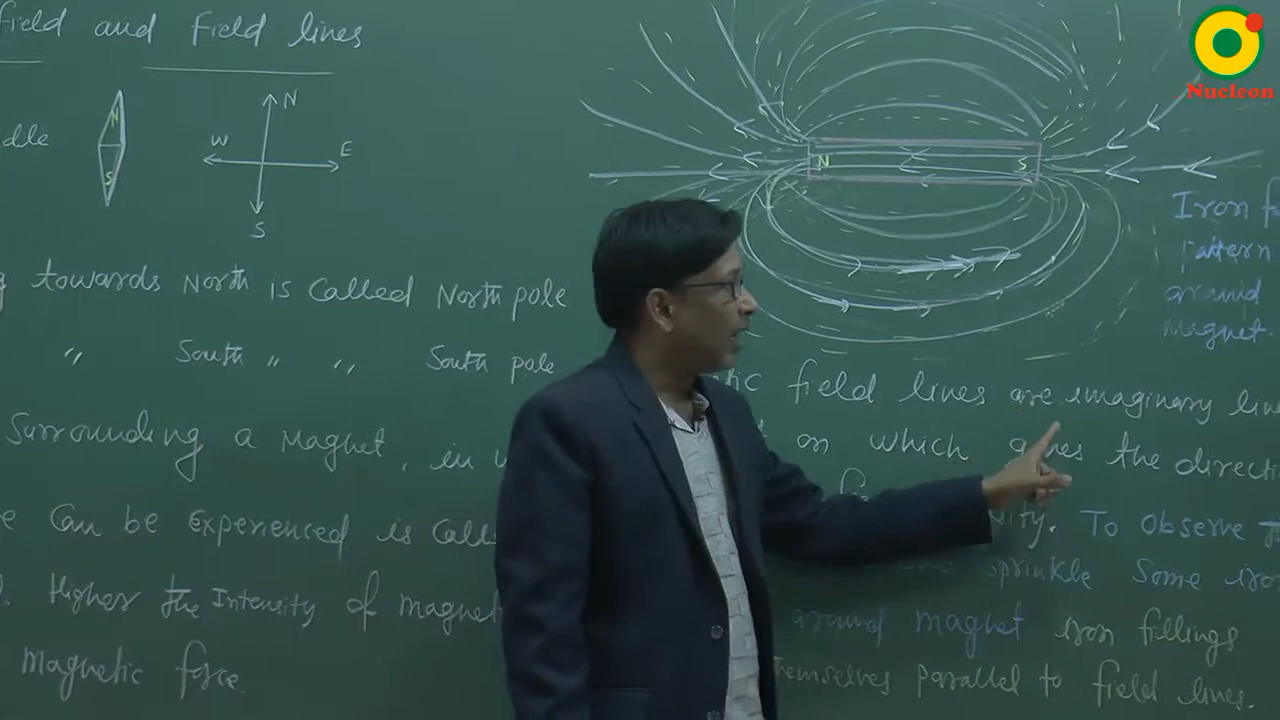 field and field lines
dle
N
S
N
W
E
S
towards North is called North pole
〃 South 〃 〃 South pole
Surrounding a Magnet, in
Can be Experienced is Call
Higher the Intensity of magnet
magnetic force.
Nucleon
N
S
Iron f
pattern
around
magnet.
field lines are imaginary lin
on which gives the directi
To observe
sprinkle some iro
around magnet iron fillings
themselves parallel to field lines.